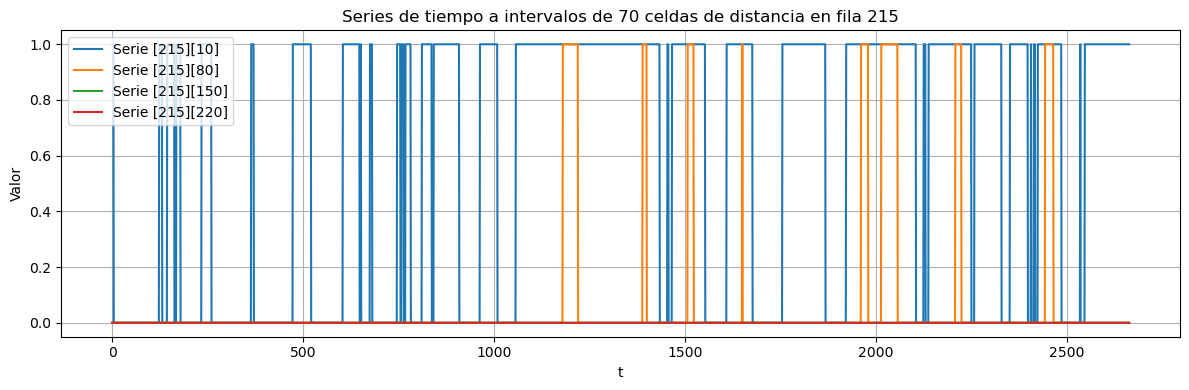 Series de tiempo a intervalos de 70 celdas de distancia en fila 215
Serie [215][10]
Serie [215][80]
Serie [215][150]
Serie [215][220]
Valor
1.0
0.8
0.6
0.4
0.2
0.0
0 500 1000 1500 2000 2500
t